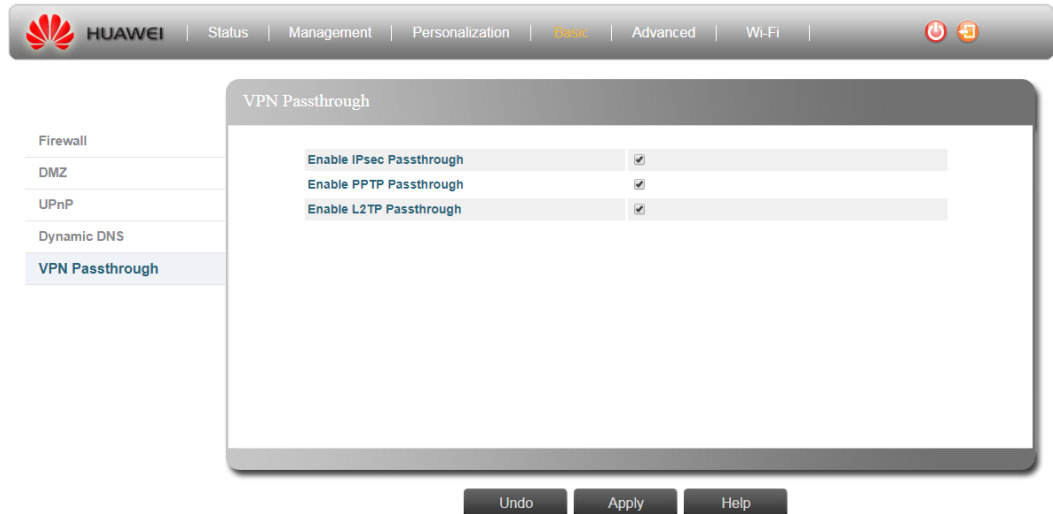 HUAWEI | Status | Management | Personalization | Basic | Advanced | Wi-Fi |
VPN Passthrough
Firewall
DMZ
UPnP
Dynamic DNS
VPN Passthrough
Enable IPsec Passthrough
Enable PPTP Passthrough
Enable L2TP Passthrough
Undo
Apply
Help